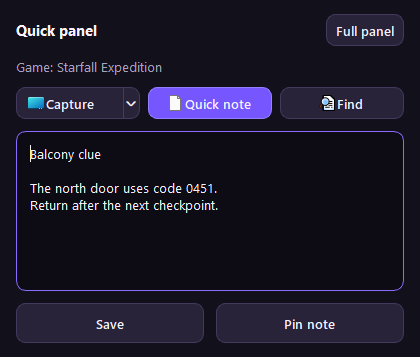 Quick panel
Full panel
Game: Starfall Expedition
Capture
Quick note
Find
Balcony clue
The north door uses code 0451.
Return after the next checkpoint.
Save
Pin note